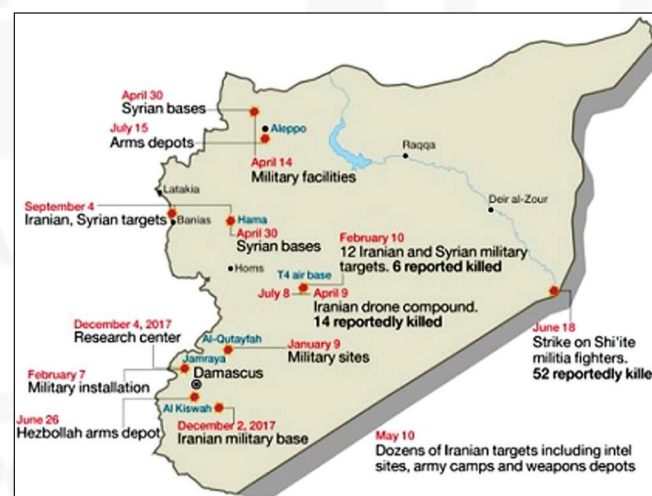 April 30
Syrian bases
July 15
Arms depots
Aleppo
April 14
Military facilities
Raqqa
Latakia
Deir al-Zour
September 4
Iranian, Syrian targets
Banias
Hama
April 30
Syrian bases
Homs
T4 air base
February 10
12 Iranian and Syrian military
targets. 6 reported killed
July 8
April 9
Iranian drone compound.
14 reportedly killed
December 4, 2017
Research center
Al-Qutayfah
January 9
Military sites
Jamraya
February 7
Military installation
Damascus
June 26
Hezbollah arms depot
Al Kiswah
December 2, 2017
Iranian military base
June 18
Strike on Shi'ite
militia fighters.
52 reportedly kille
May 10
Dozens of Iranian targets including intel
sites, army camps and weapons depots